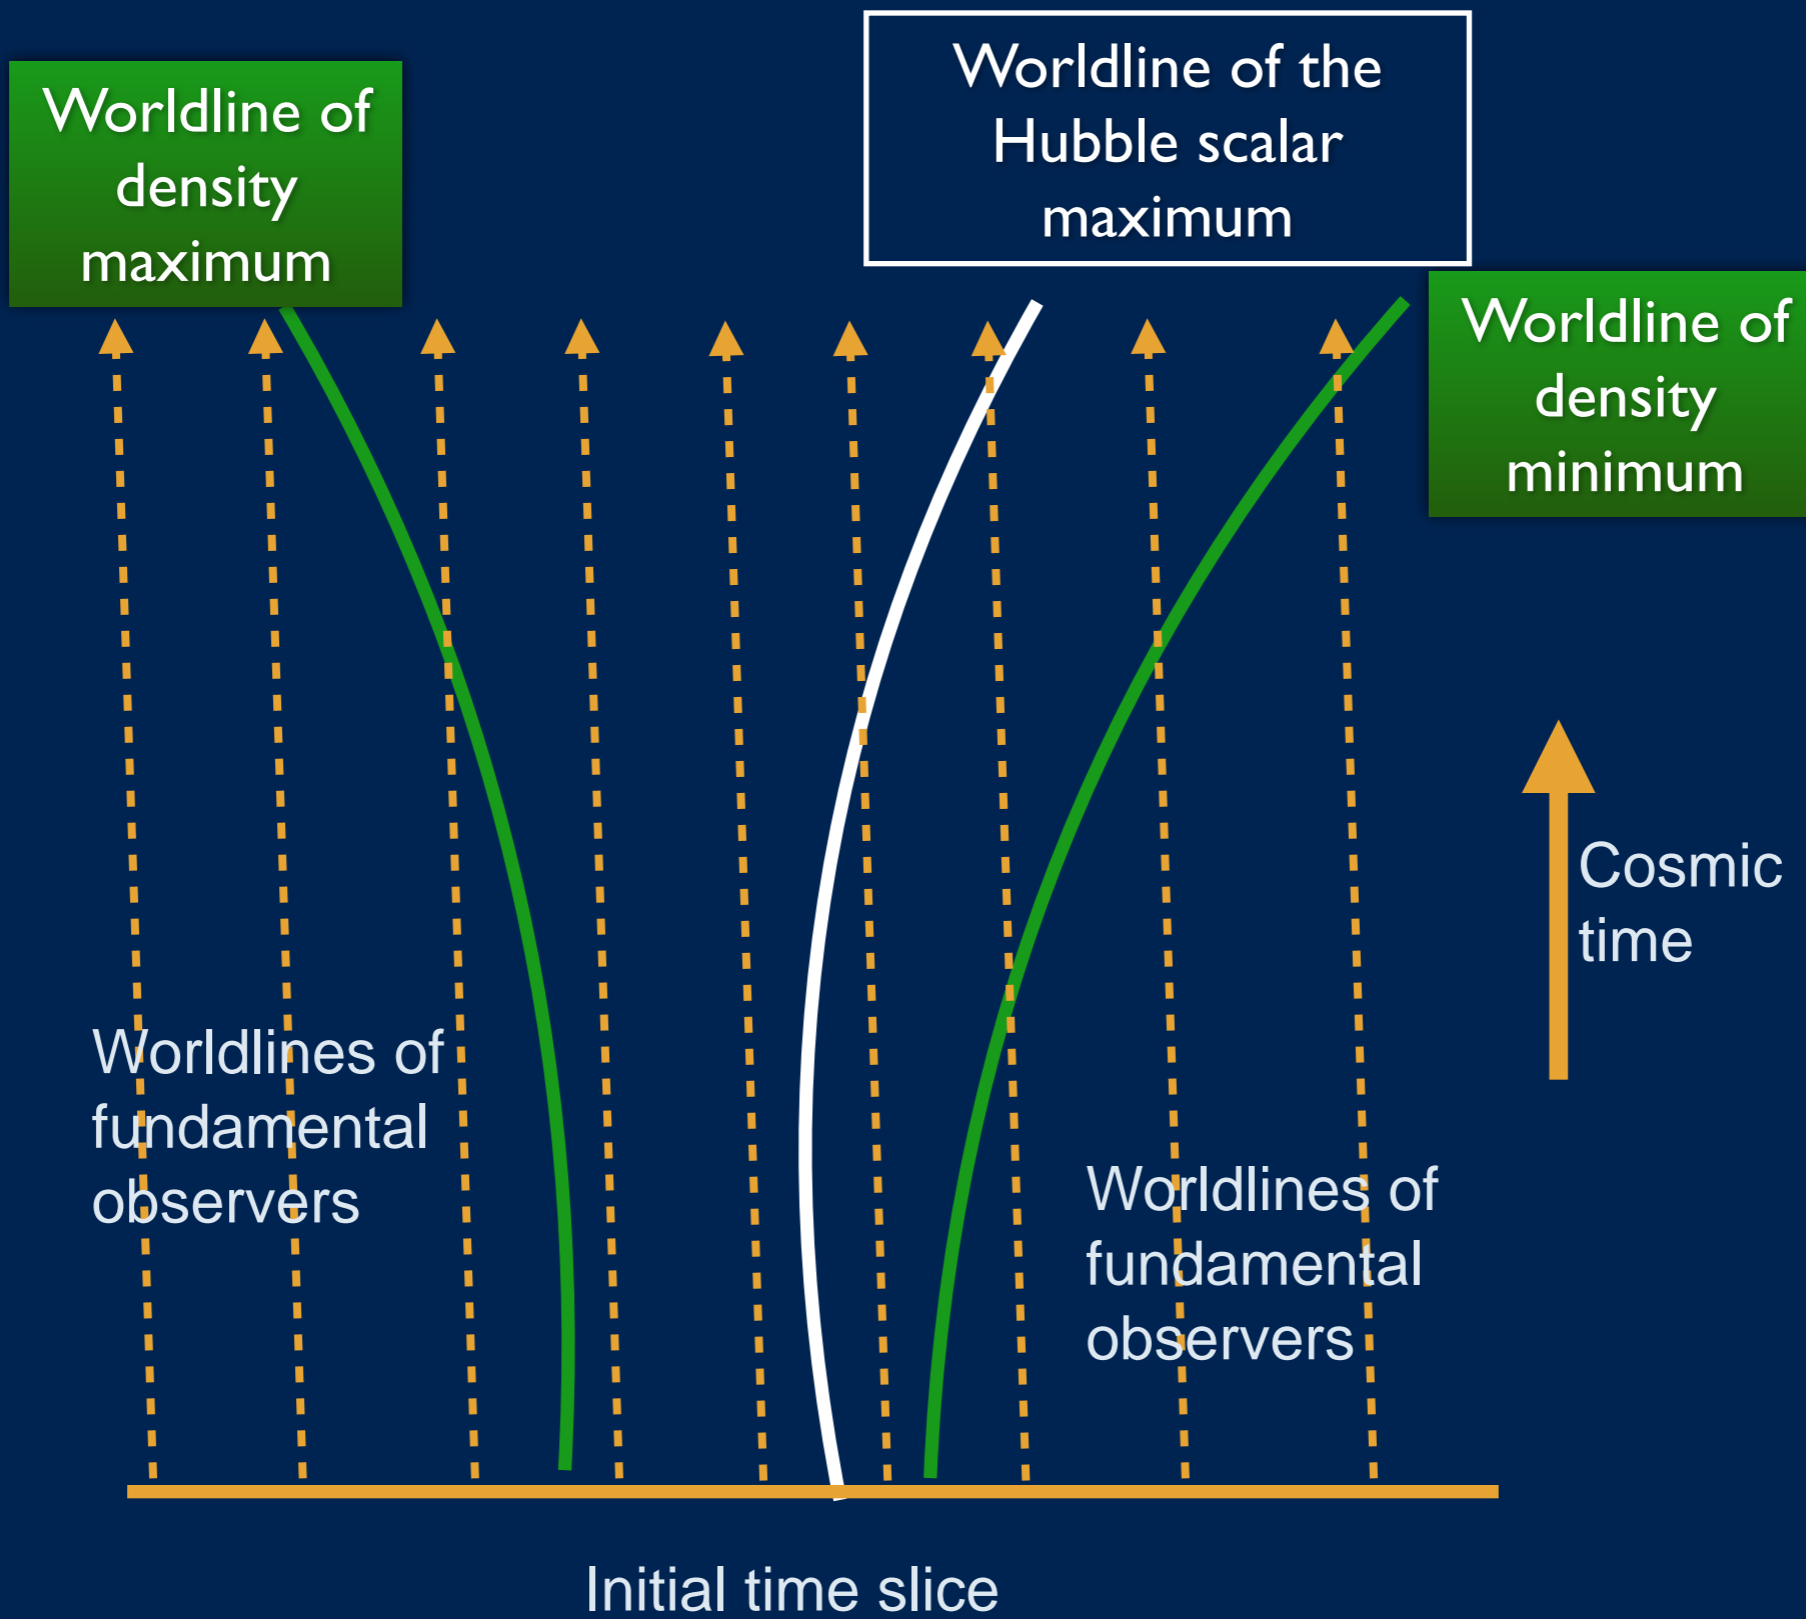 Worldline of
density
maximum
Worldline of the
Hubble scalar
maximum
Worldline of
density
minimum
Cosmic
time
Worldlines of
fundamental
observers
Worldlines of
fundamental
observers
Initial time slice